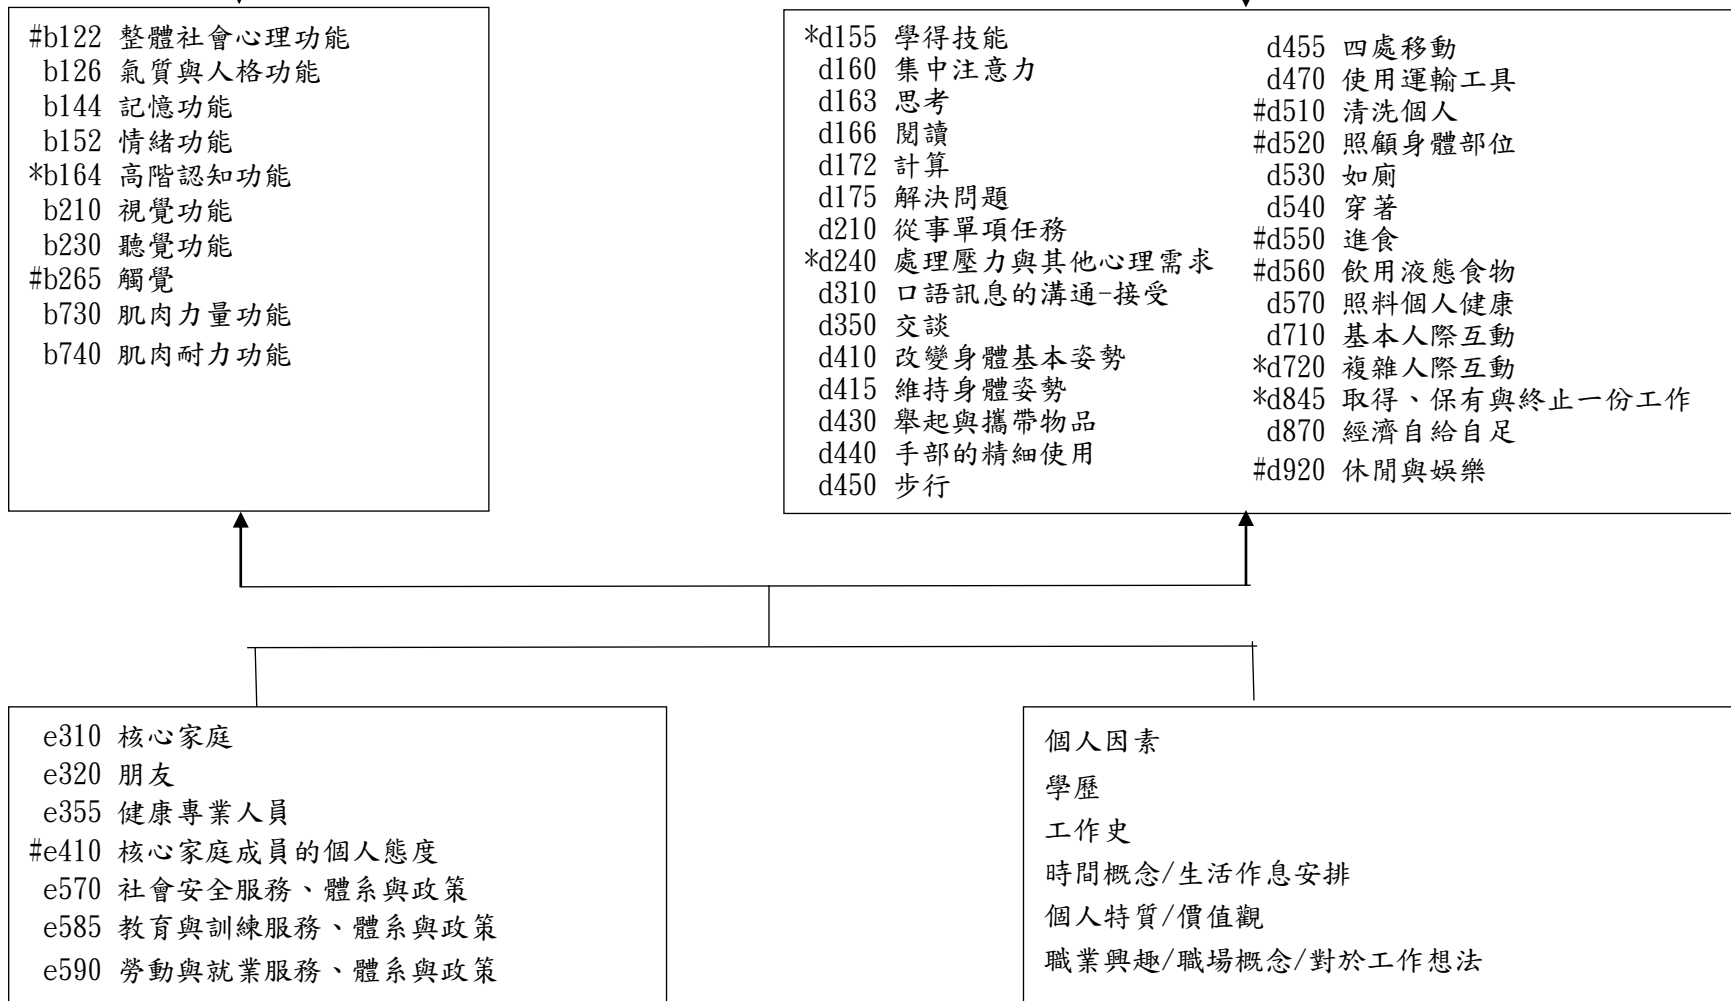 #b122 整體社會心理功能
b126 氣質與人格功能
b144 記憶功能
b152 情緒功能
*b164 高階認知功能
b210 視覺功能
b230 聽覺功能
#b265 觸覺
b730 肌肉力量功能
b740 肌肉耐力功能
*d155 學得技能
d160 集中注意力
d163 思考
d166 閱讀
d172 計算
d175 解決問題
d210 從事單項任務
*d240 處理壓力與其他心理需求
d310 口語訊息的溝通-接受
d350 交談
d410 改變身體基本姿勢
d415 維持身體姿勢
d430 舉起與攜帶物品
d440 手部的精細使用
d450 步行
d455 四處移動
d470 使用運輸工具
#d510 清洗個人
#d520 照顧身體部位
d530 如廁
d540 穿著
#d550 進食
#d560 飲用液態食物
d570 照料個人健康
d710 基本人際互動
*d720 複雜人際互動
*d845 取得、保有與終止一份工作
d870 經濟自給自足
#d920 休閒與娛樂
e310 核心家庭
e320 朋友
e355 健康專業人員
#e410 核心家庭成員的個人態度
e570 社會安全服務、體系與政策
e585 教育與訓練服務、體系與政策
e590 勞動與就業服務、體系與政策
個人因素
學歷
工作史
時間概念/生活作息安排
個人特質/價值觀
職業興趣/職場概念/對於工作想法